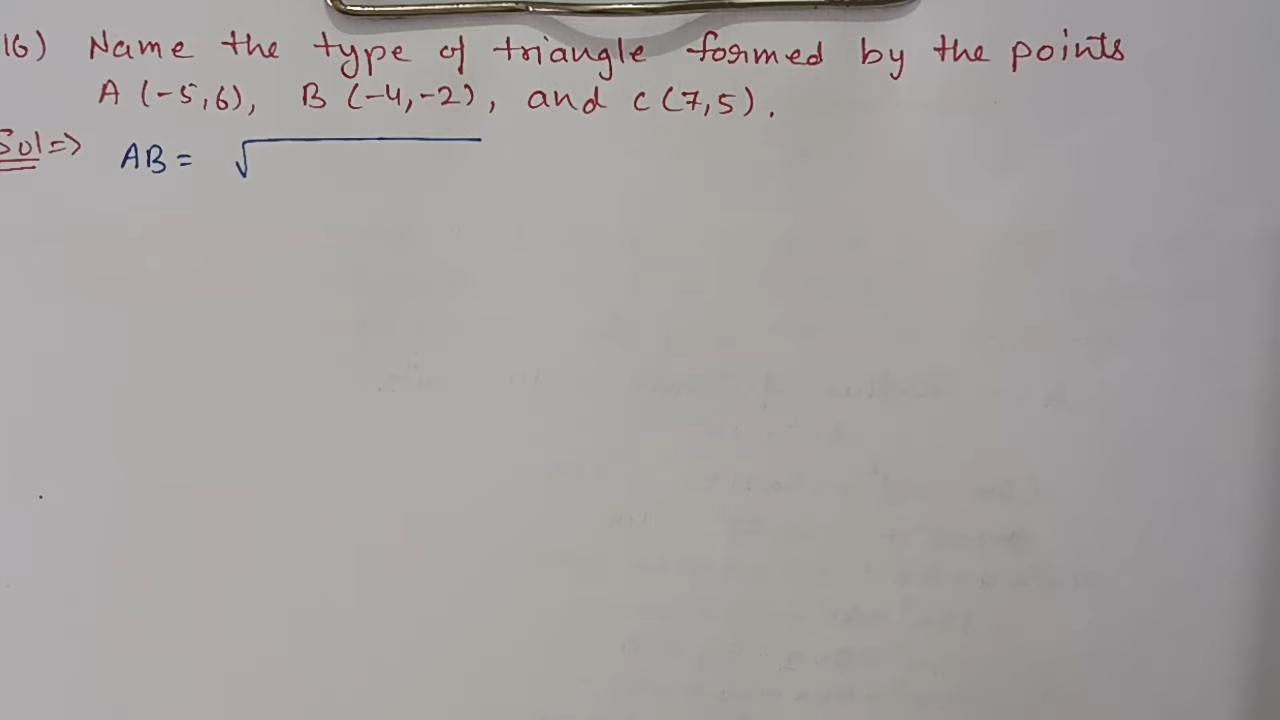 16) Name the type of triangle formed by the points
A (-5,6), B (-4,-2), and C (7,5).
Sol => AB = √